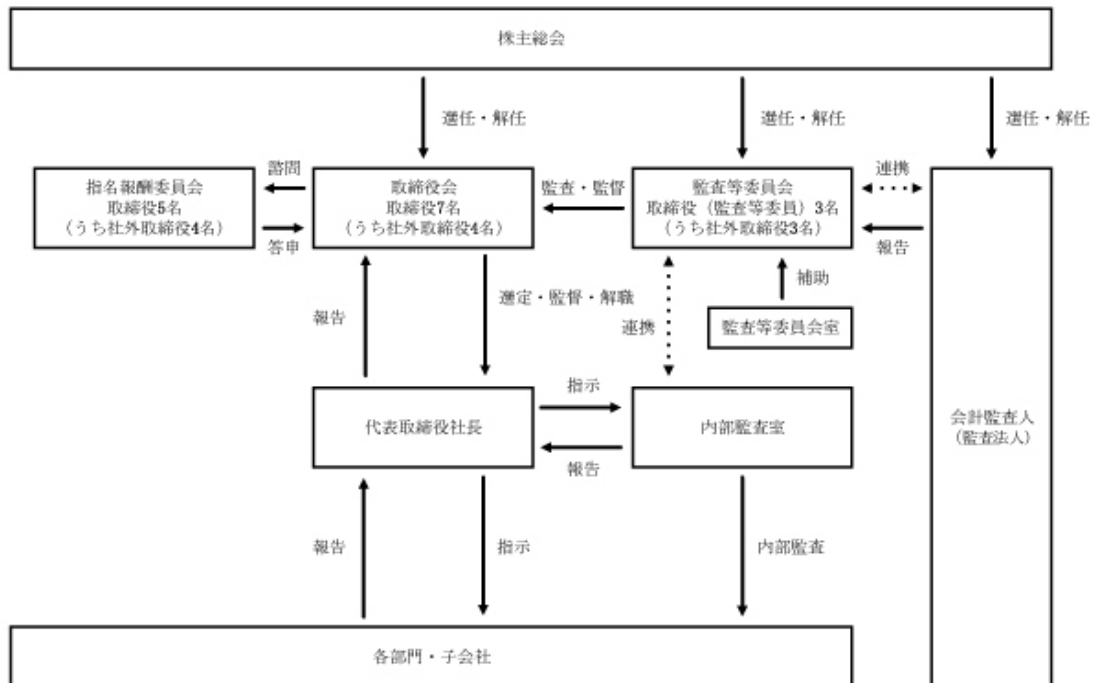 株主総会
選任・解任
選任・解任
選任・解任
諮問
監査・監督
連携
指名報酬委員会
取締役5名
(うち社外取締役4名)
取締役会
取締役7名
(うち社外取締役4名)
監査等委員会
取締役(監査等委員)3名
(うち社外取締役3名)
答申
報告
報告
選定・監督・解職
連携
補助
監査等委員会室
指示
代表取締役社長
内部監査室
報告
会計監査人
(監査法人)
報告
指示
内部監査
各部門・子会社